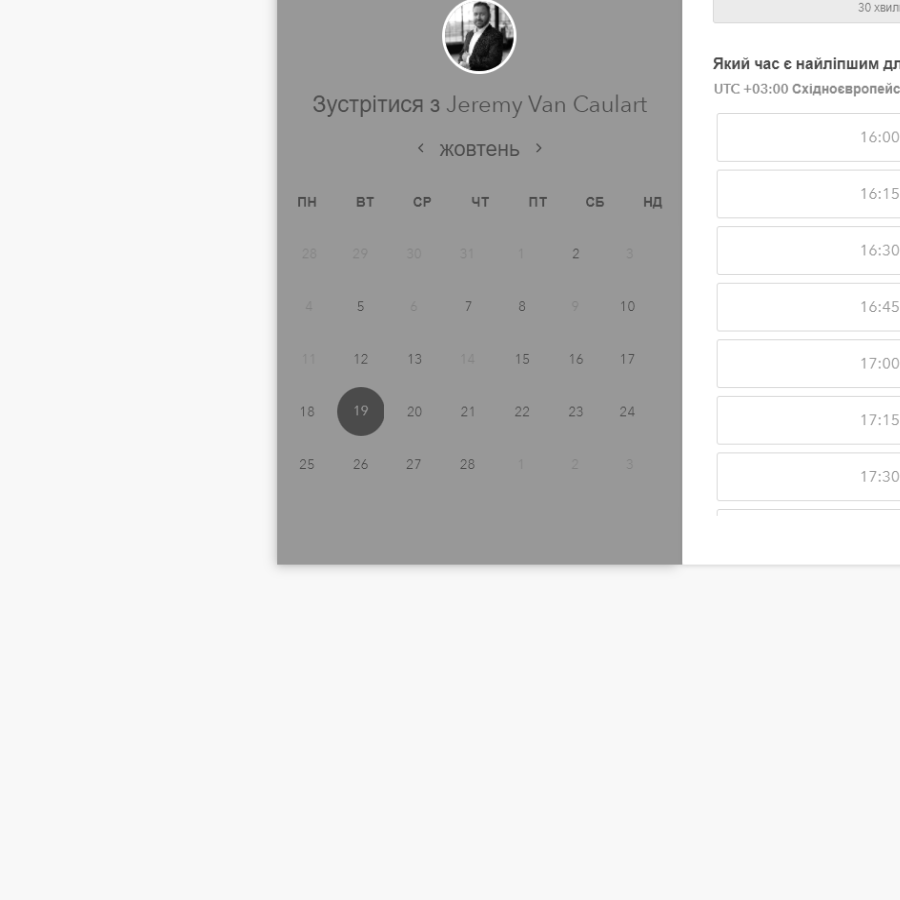 Зустрітися з Jeremy Van Caulart
‹ жовтень ›
ПН ВТ СР ЧТ ПТ СБ НД
28 29 30 31 1 2 3
4 5 6 7 8 9 10
11 12 13 14 15 16 17
18 19 20 21 22 23 24
25 26 27 28 1 2 3
30 хвил
Який час є найліпшим дл
UTC +03:00 Східноєвропейс
16:00
16:15
16:30
16:45
17:00
17:15
17:30